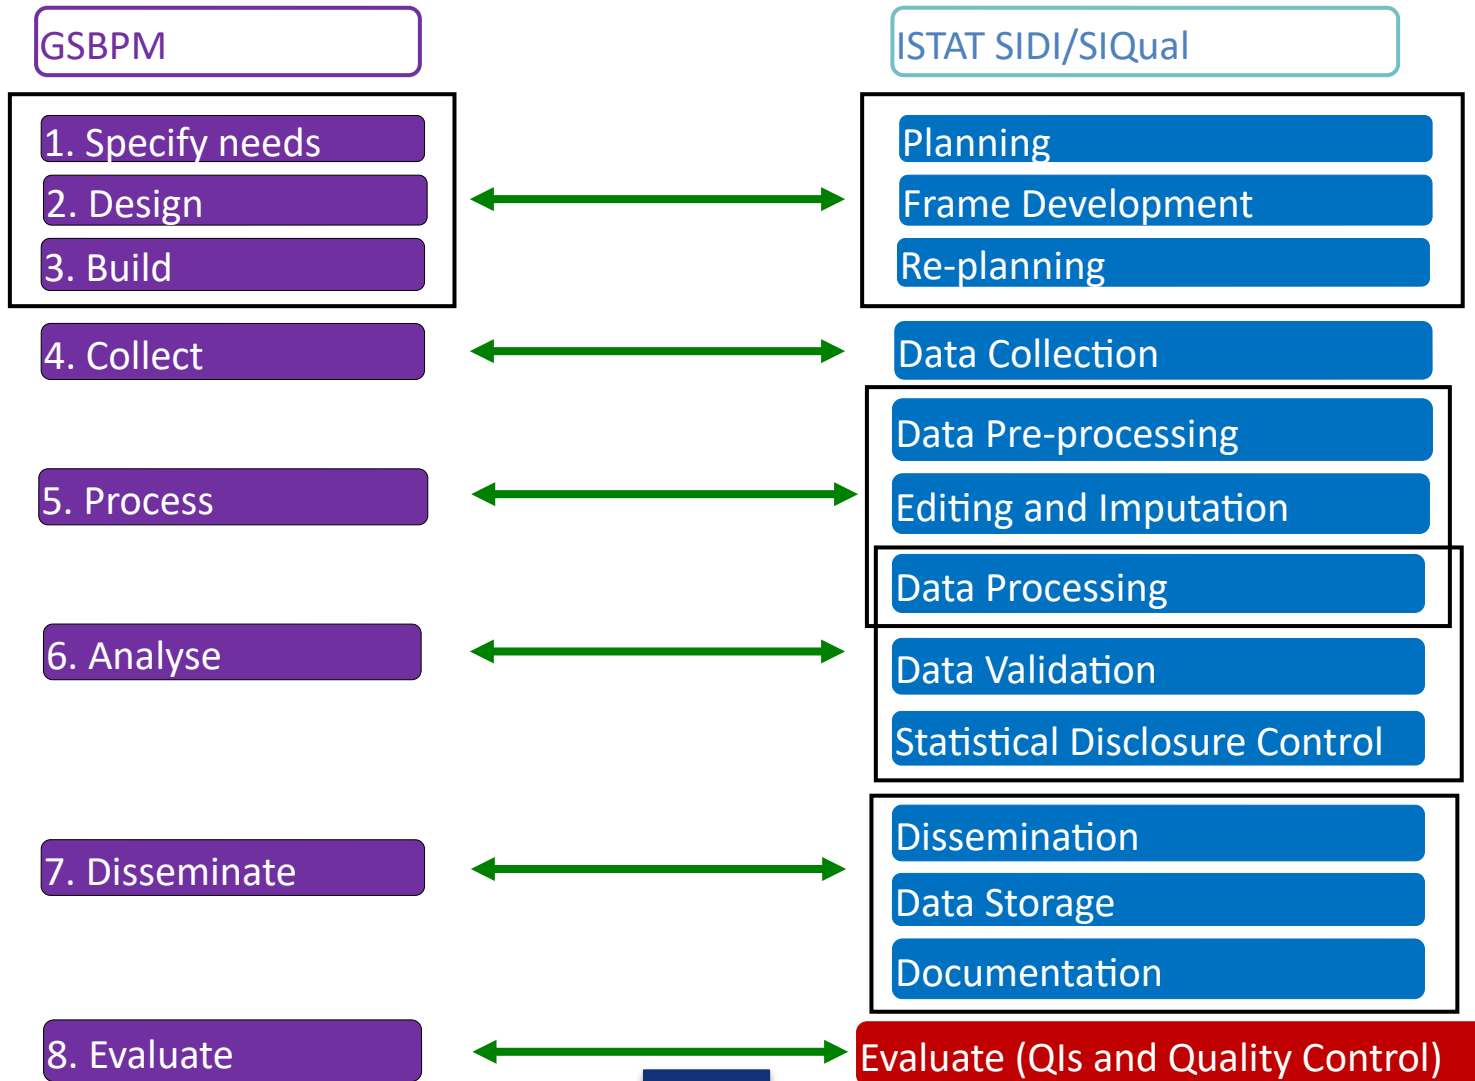 GSBPM
ISTAT SIDI/SIQual
1. Specify needs
2. Design
3. Build
Planning
Frame Development
Re-planning
4. Collect
Data Collection
5. Process
Data Pre-processing
Editing and Imputation
Data Processing
6. Analyse
Data Validation
Statistical Disclosure Control
7. Disseminate
Dissemination
Data Storage
Documentation
8. Evaluate
Evaluate (QIs and Quality Control)